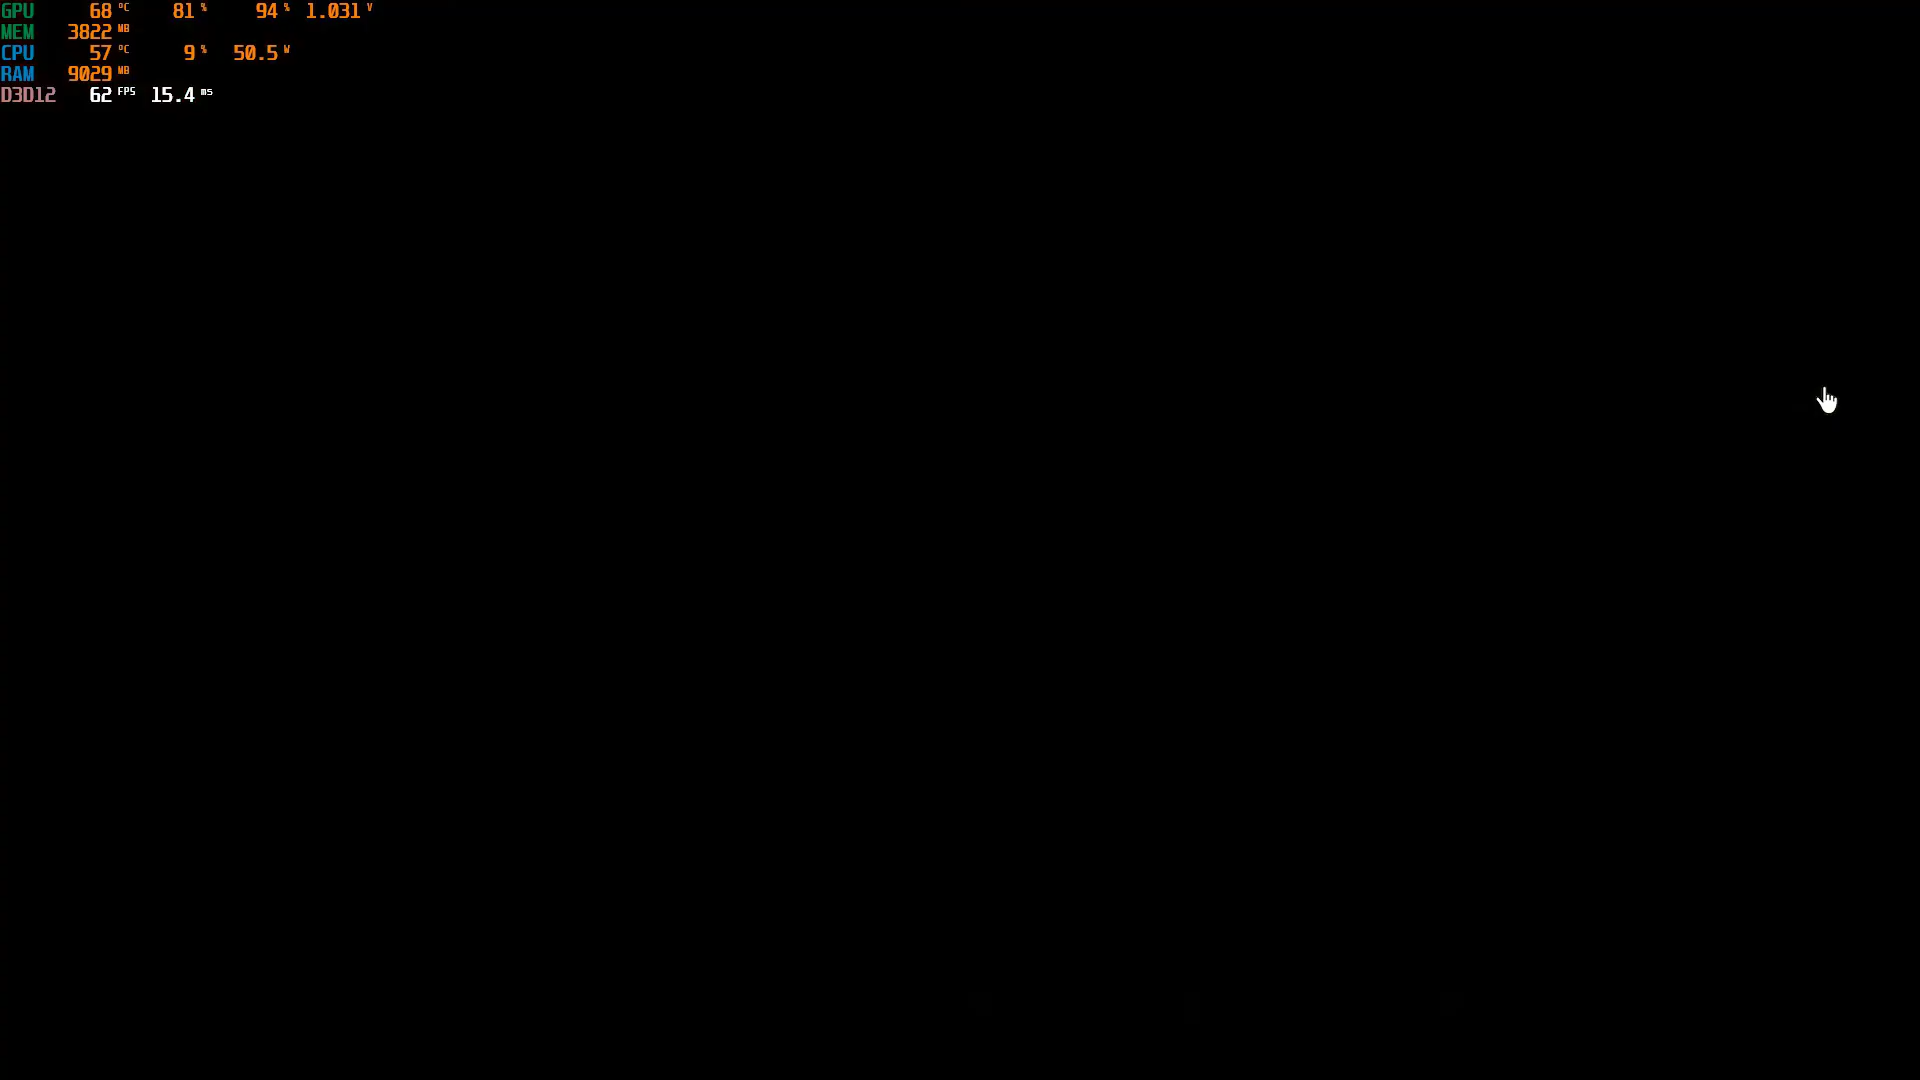 GPU 68 °C 81 % 94 % 1.031 V
MEM 3822 MB
CPU 57 °C 9 % 50.5 W
RAM 9029 MB
D3D12 62 FPS 15.4 ms